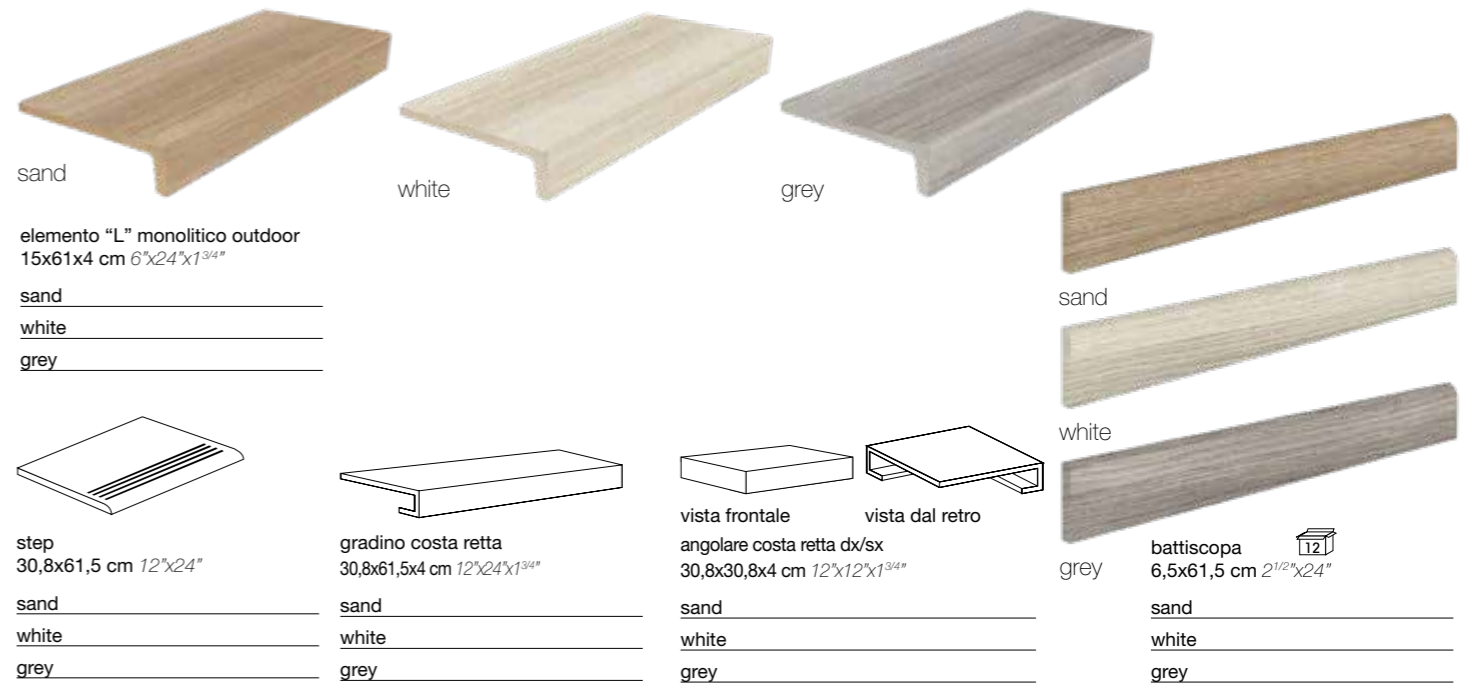 sand
white
grey
elemento “L” monolitico outdoor
15x61x4 cm 6”x24”x1 3/4”
sand
white
grey
sand
white
grey
step
30,8x61,5 cm 12”x24”
sand
white
grey
gradino costa retta
30,8x61,5x4 cm 12”x24”x1 3/4”
sand
white
grey
vista frontale
vista dal retro
angolare costa retta dx/sx
30,8x30,8x4 cm 12”x12”x1 3/4”
sand
white
grey
battiscopa
12
6,5x61,5 cm 2 1/2”x24”
sand
white
grey